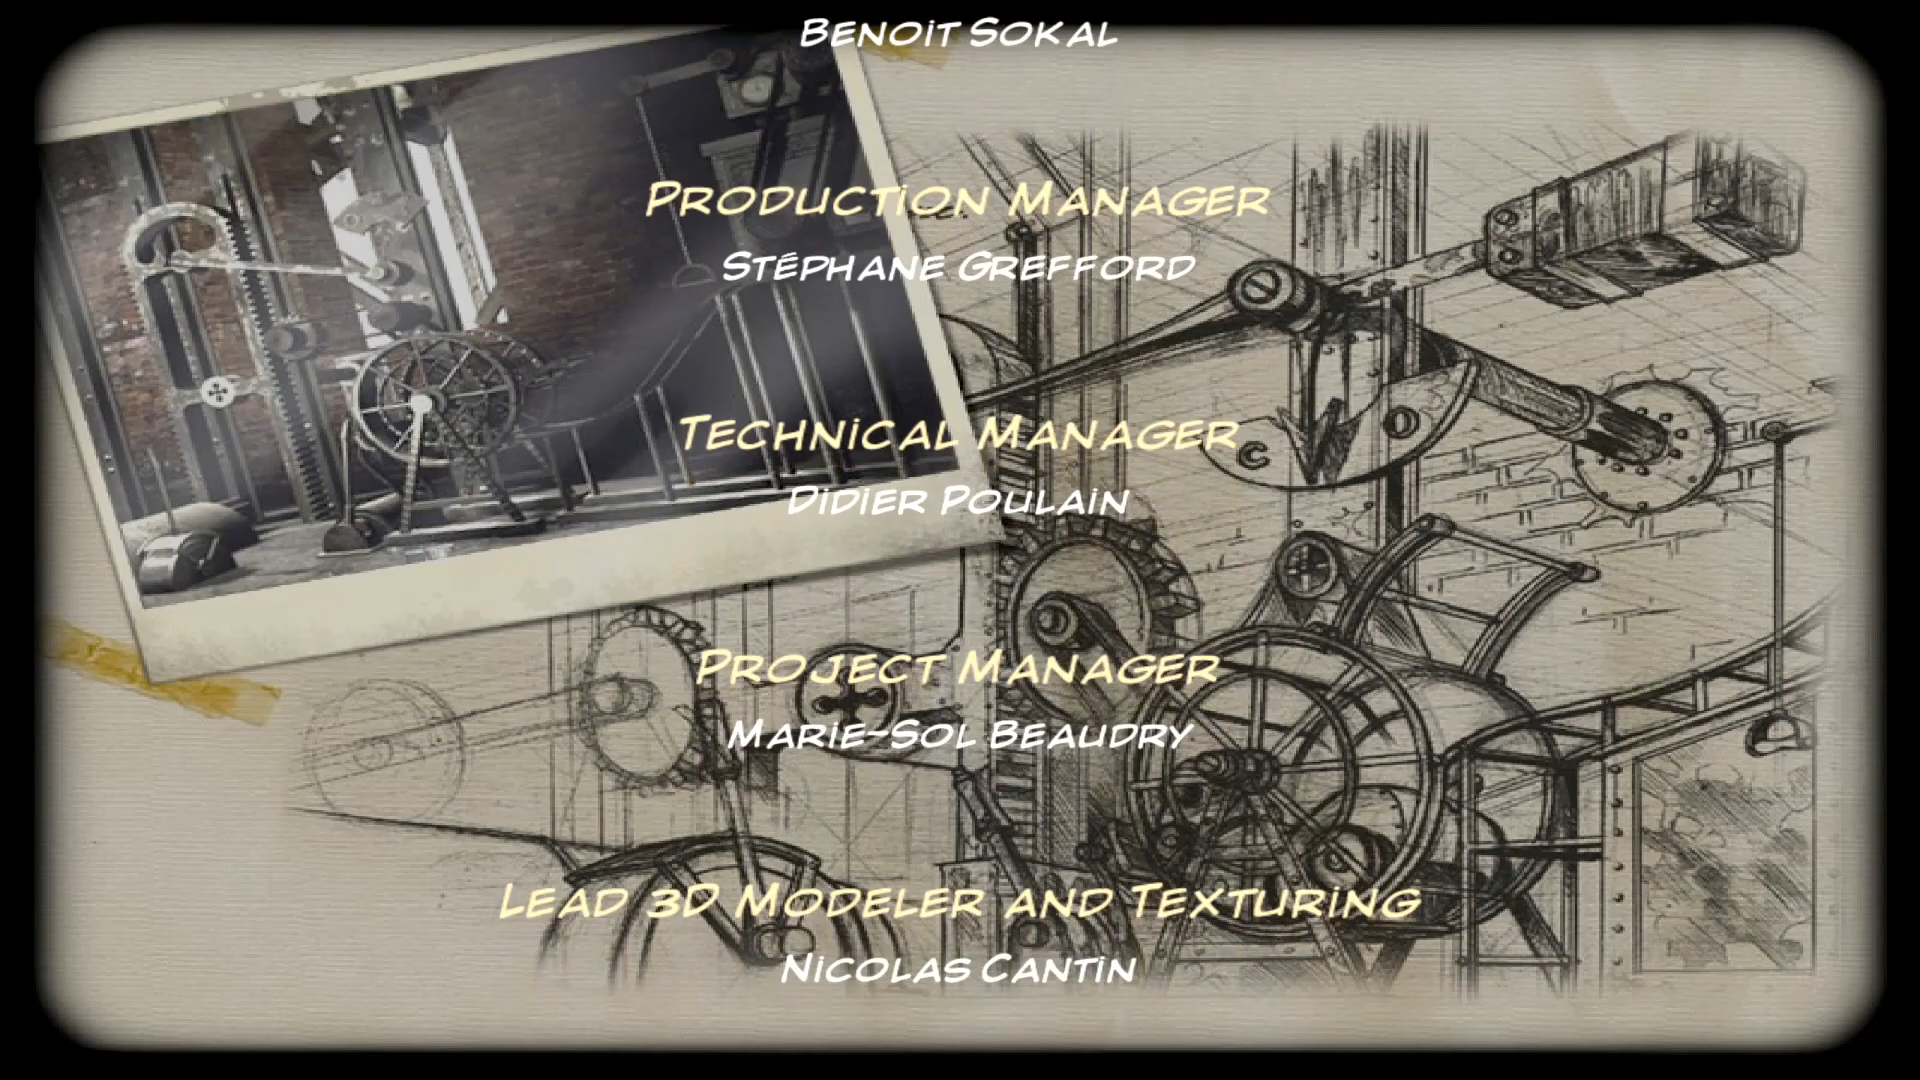 Benoît Sokal
Production Manager
Stéphane Grefford
Technical Manager
Didier Poulain
Project Manager
Marie-Sol Beaudry
Lead 3D Modeler and Texturing
Nicolas Cantin
C